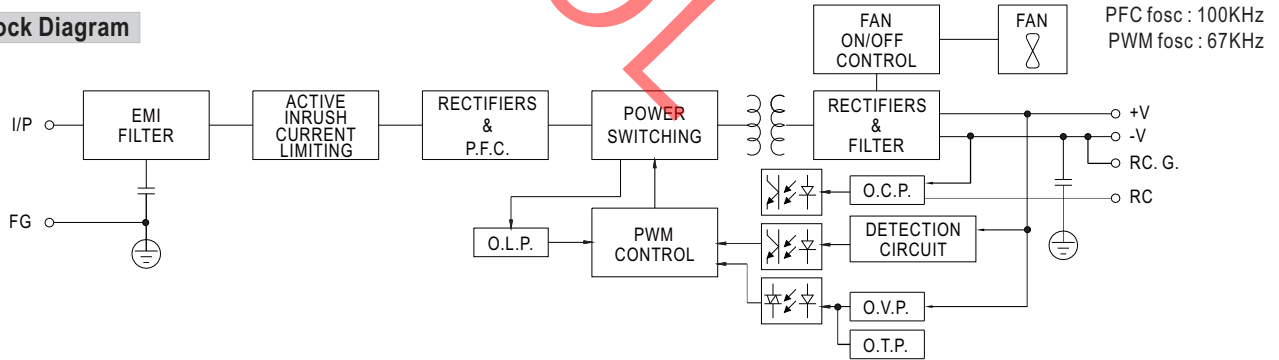 ock Diagram
PFC fosc : 100KHz
PWM fosc : 67KHz
FAN
ON/OFF
CONTROL
FAN
I/P
EMI
FILTER
ACTIVE
INRUSH
CURRENT
LIMITING
RECTIFIERS
&
P.F.C.
POWER
SWITCHING
RECTIFIERS
&
FILTER
+V
-V
RC. G.
RC
FG
O.L.P.
PWM
CONTROL
O.C.P.
DETECTION
CIRCUIT
O.V.P.
O.T.P.